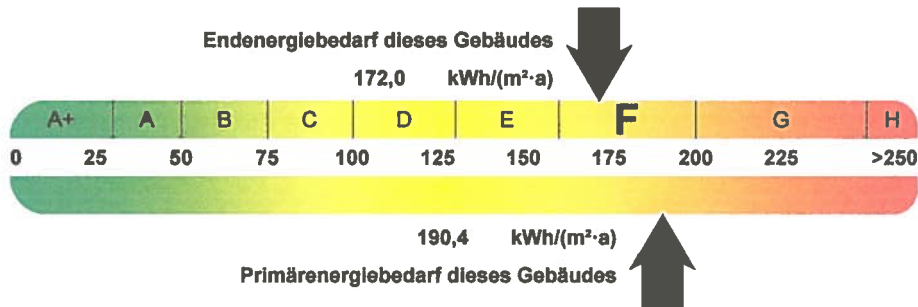 Endenergiebedarf dieses Gebäudes
172,0 kWh/(m²·a)
A+ A B C D E F G H
0 25 50 75 100 125 150 175 200 225 >250
190,4 kWh/(m²·a)
Primärenergiebedarf dieses Gebäudes